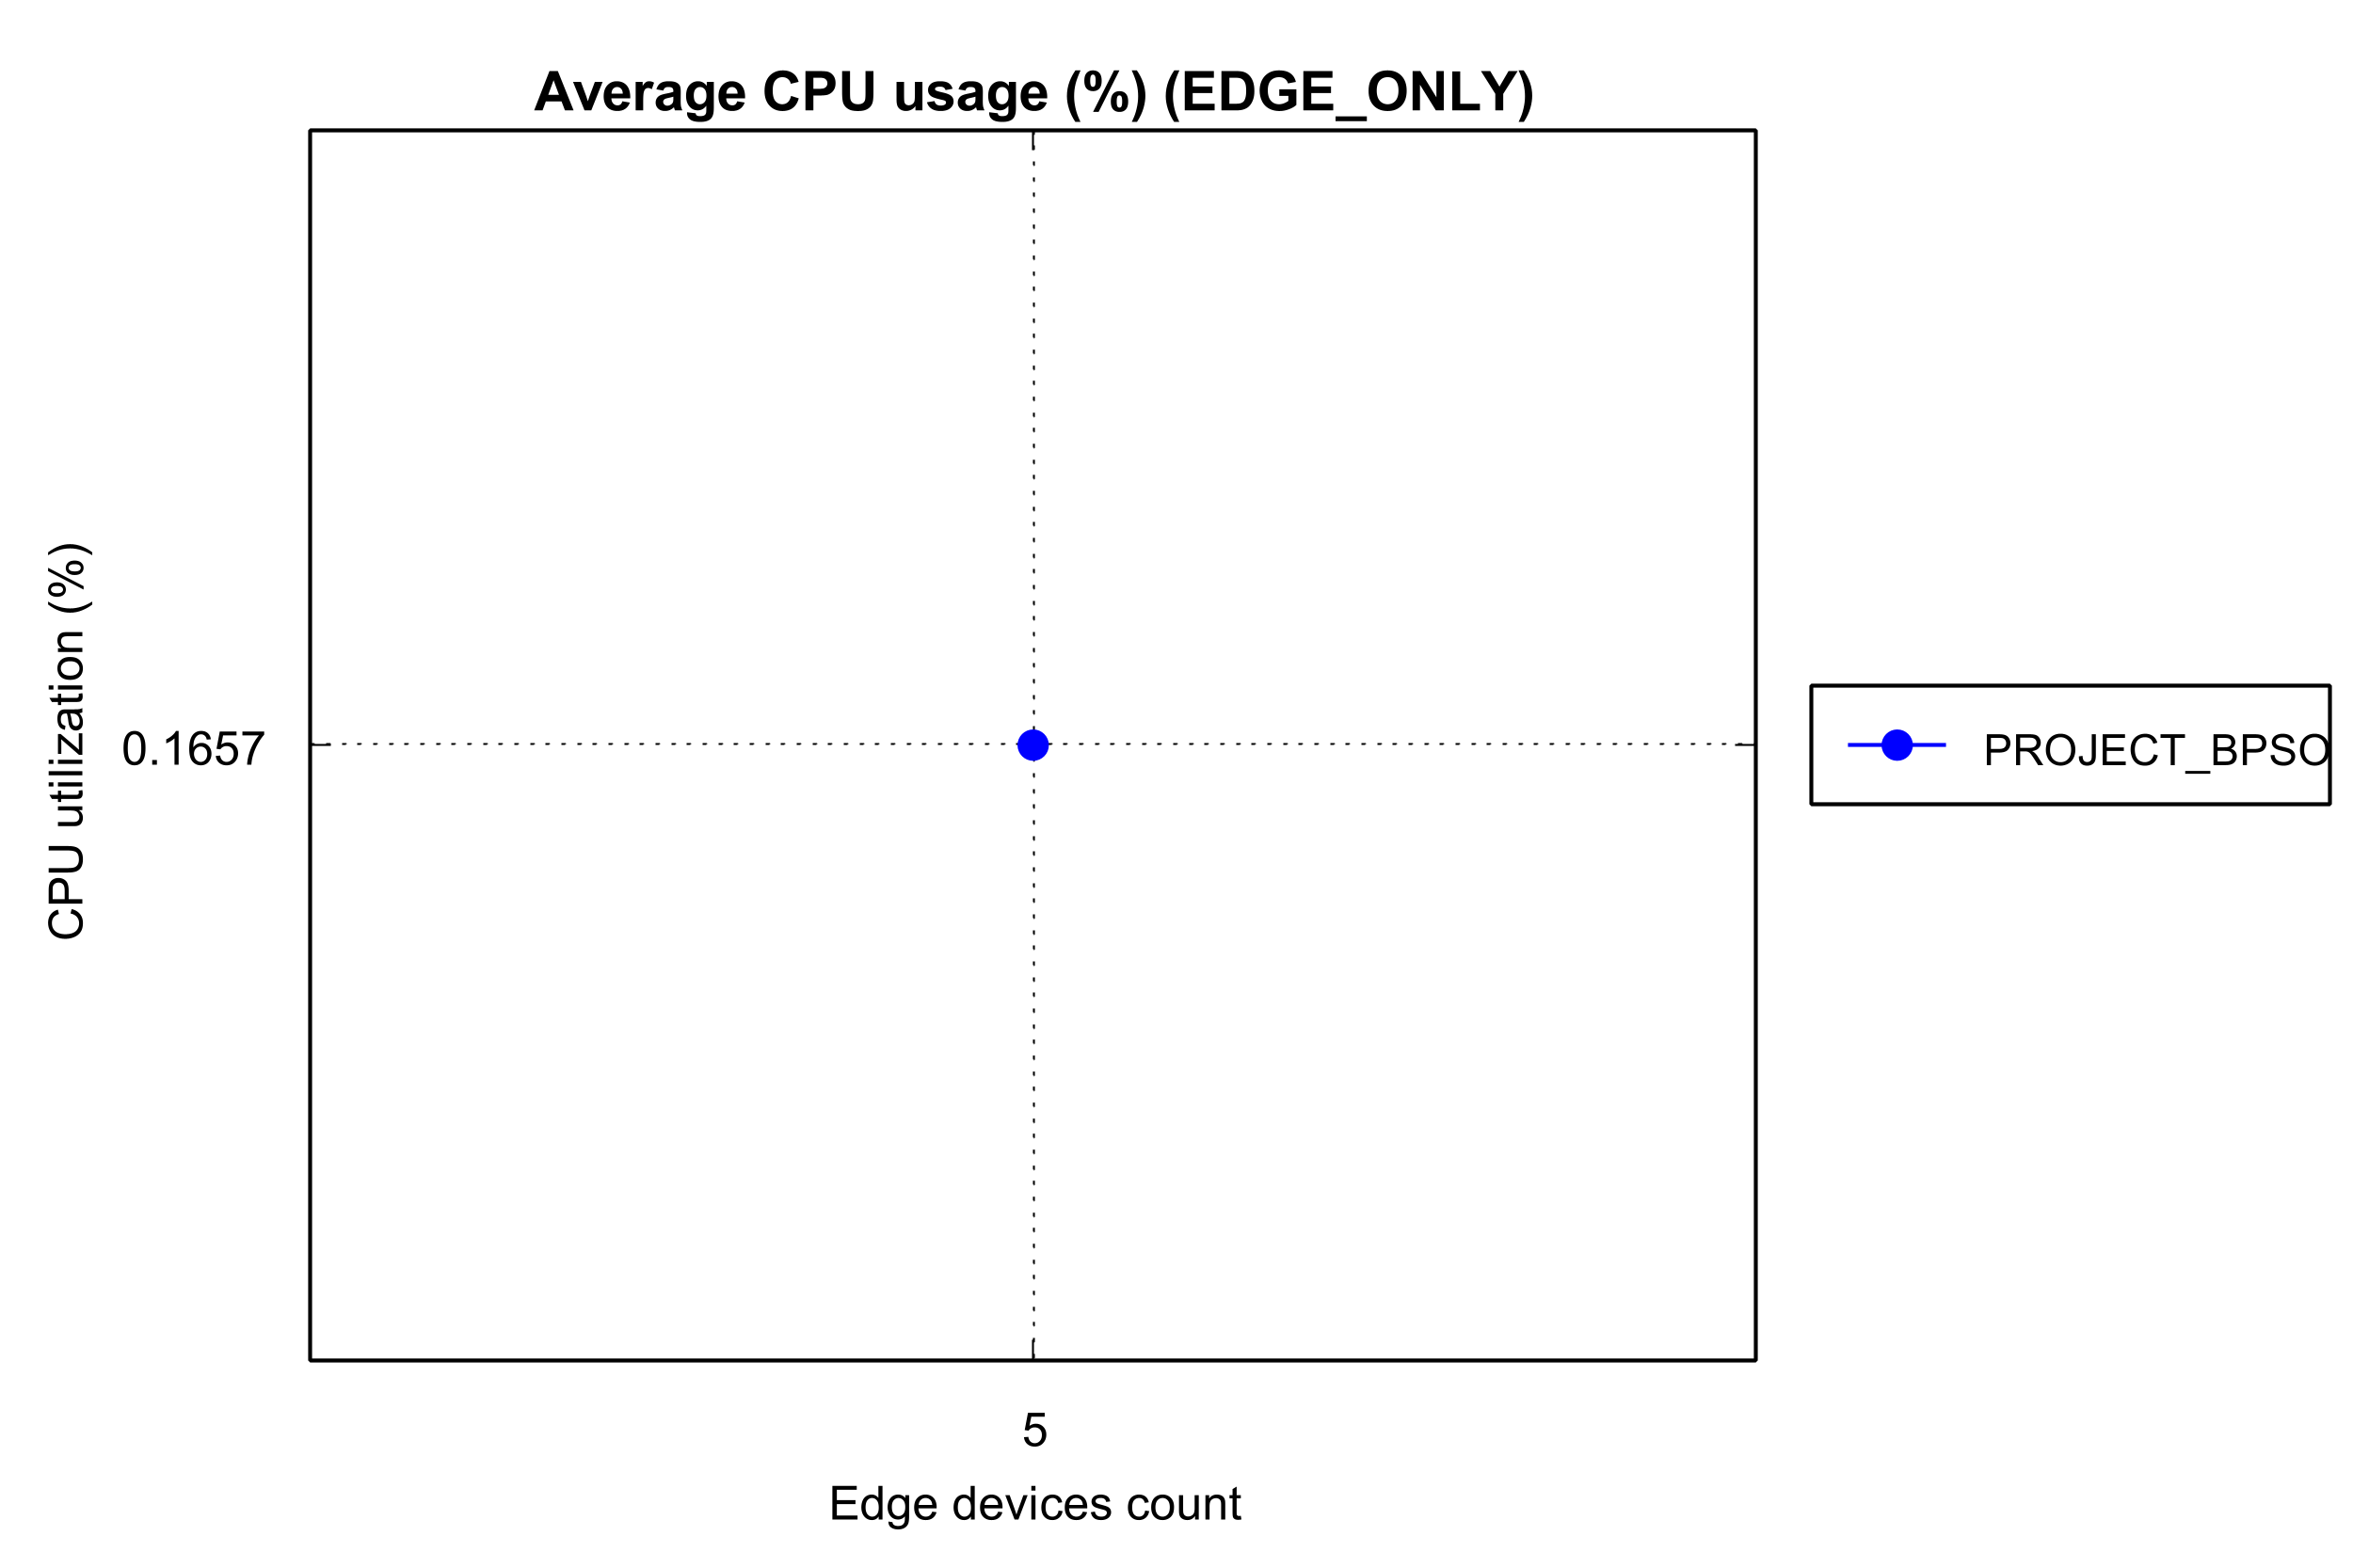 Average CPU usage (%) (EDGE_ONLY)
CPU utilization (%)
0.1657
PROJECT_BPSO
5
Edge devices count